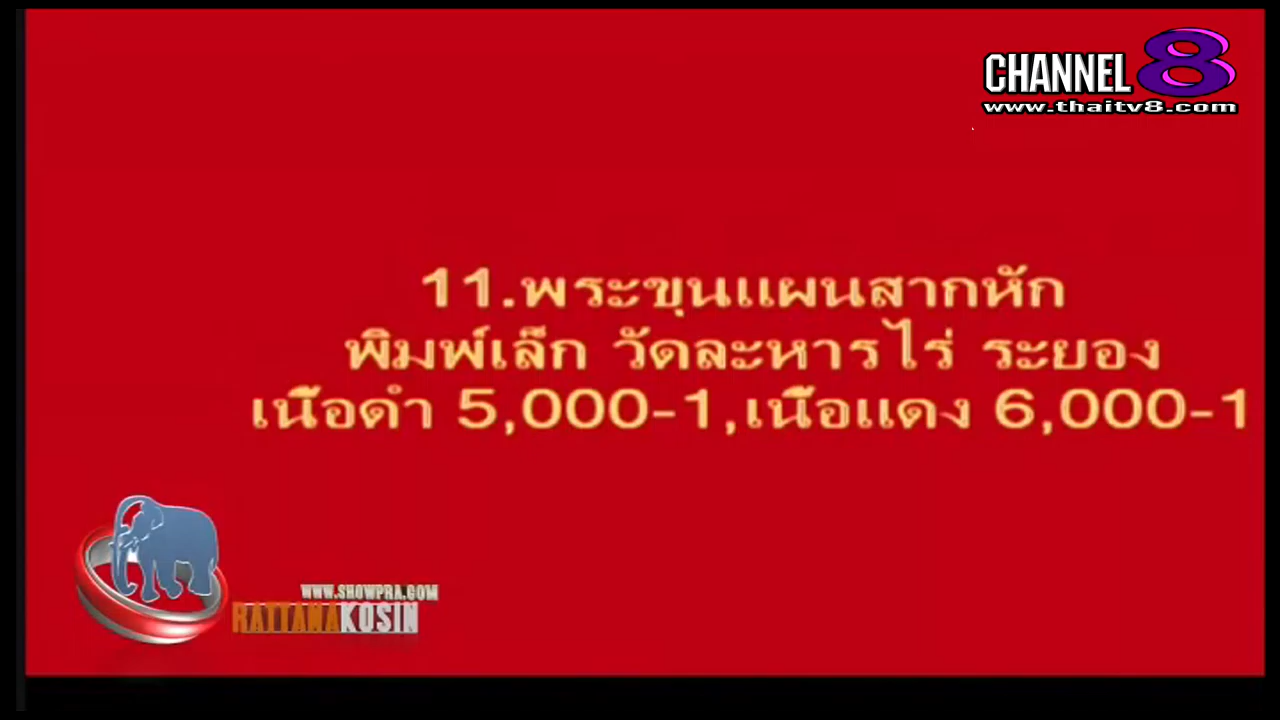 CHANNEL 8
www.thaitv8.com
11.พระขุนแผนสากหัก
พิมพ์เล็ก วัดละหารไร่ ระยอง
เนื้อดำ 5,000-1,เนื้อแดง 6,000-1
WWW.SHOWPRA.COM
RATTANAKOSIN